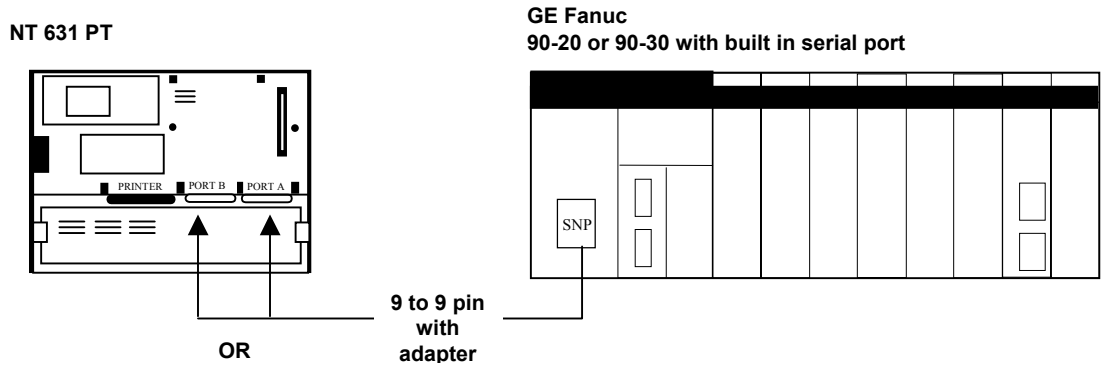 NT 631 PT
GE Fanuc
90-20 or 90-30 with built in serial port
PRINTER
PORT B
PORT A
SNP
9 to 9 pin
with
adapter
OR